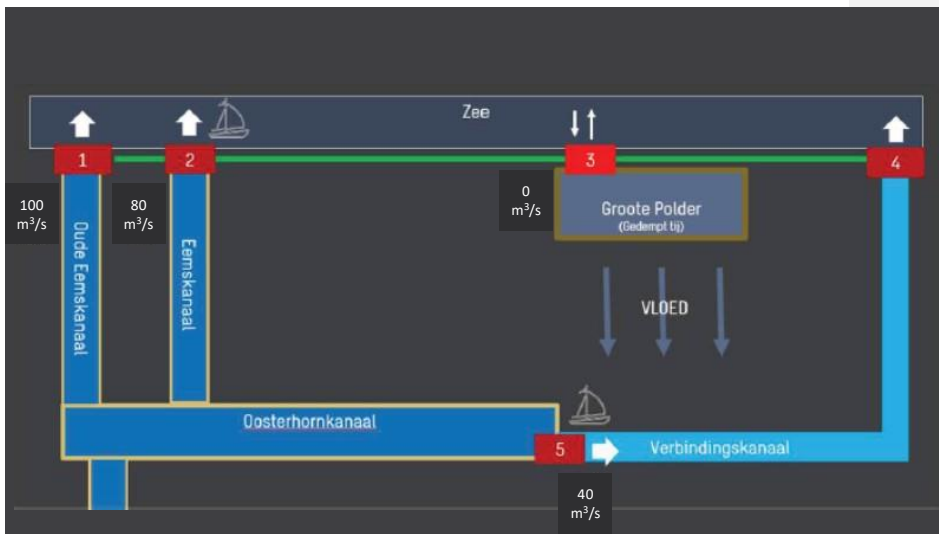 Zee
1
2
3
4
100
m³/s
80
m³/s
0
m³/s
Groote Polder
(Gedempt tij)
Oude Eemskanaal
Eemskanaal
VLOED
Oosterhornkanaal
5
Verbindingskanaal
40
m³/s